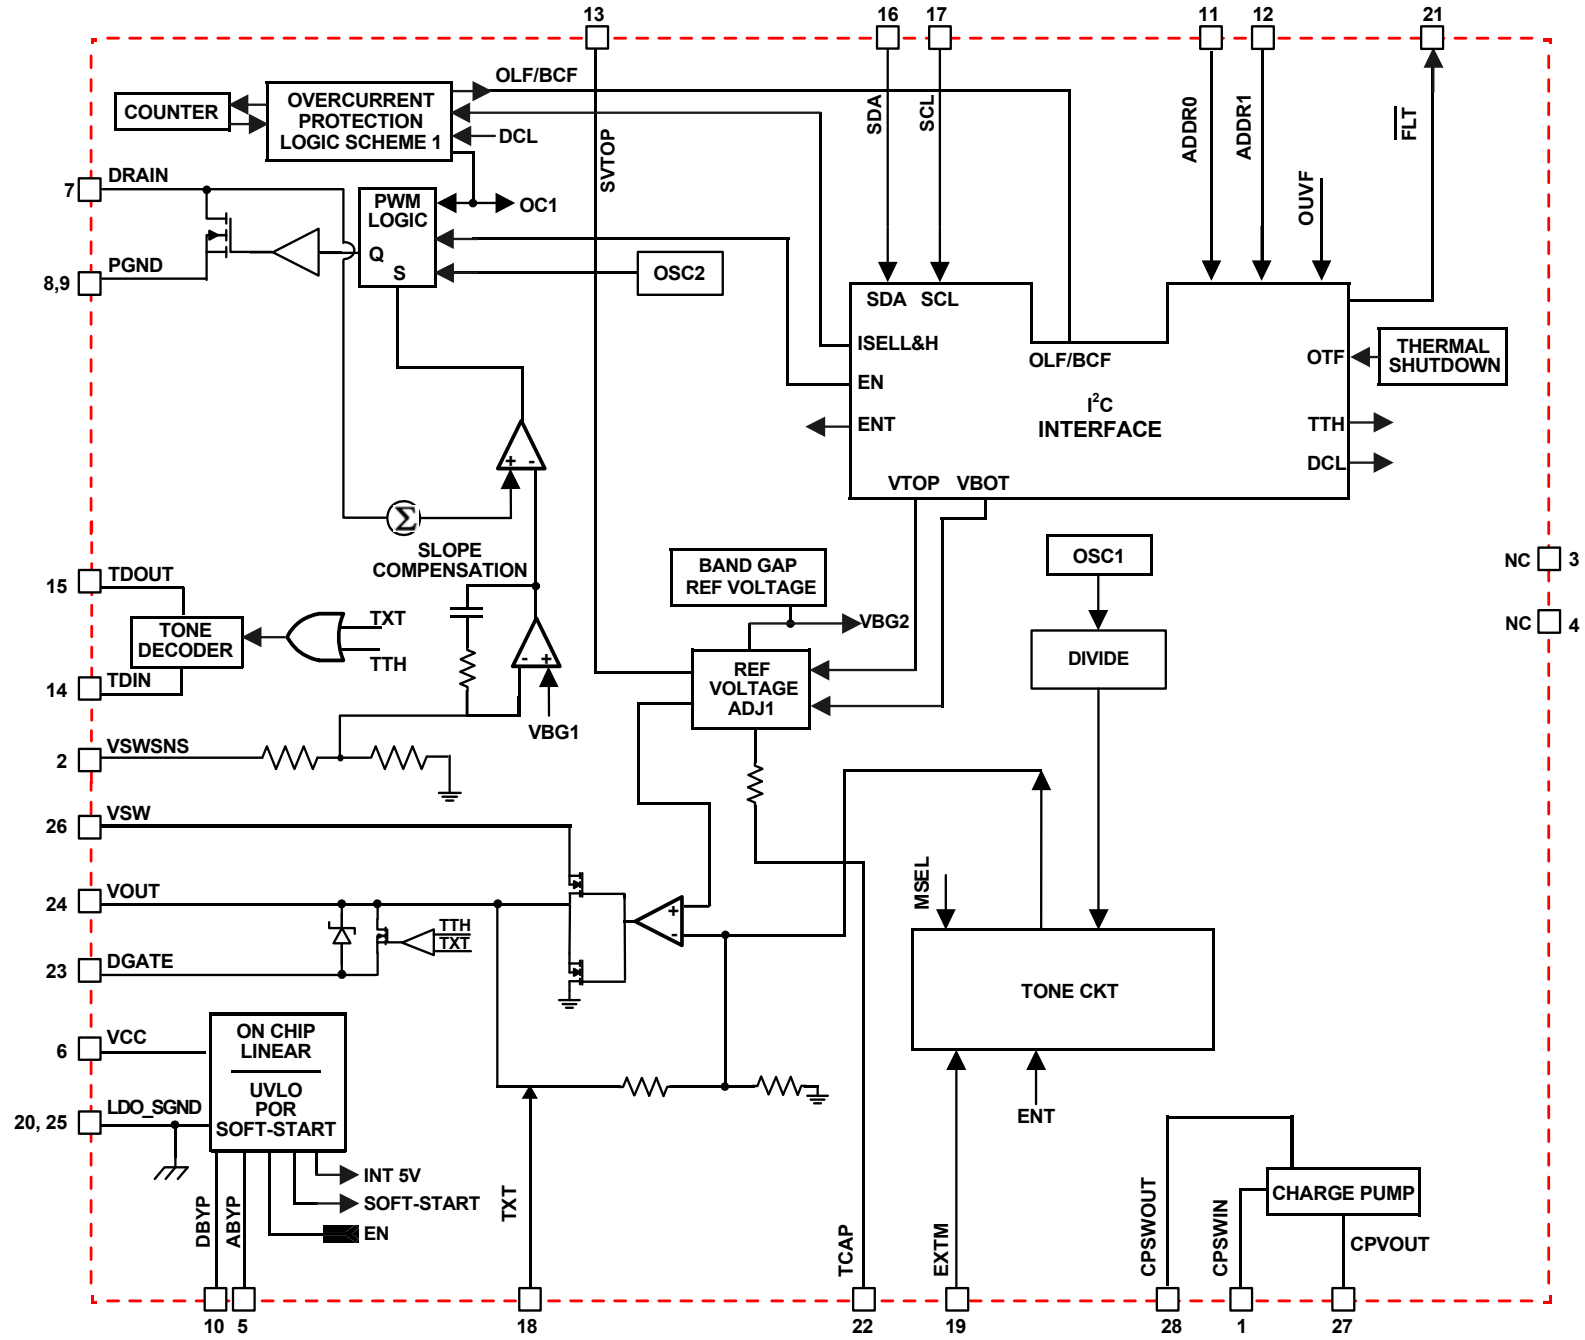 13
16
17
11
12
21
OLF/BCF
COUNTER
OVERCURRENT
PROTECTION
LOGIC SCHEME 1
DCL
SVTOP
SDA
SCL
ADDR0
ADDR1
OUVF
FLT
7
DRAIN
PWM
LOGIC
Q
S
OC1
8,9
PGND
OSC2
SDA SCL
ISELL&H
EN
ENT
OLF/BCF
I2C
INTERFACE
VTOP VBOT
OTF
TTH
DCL
THERMAL
SHUTDOWN
+ -
Σ
SLOPE
COMPENSATION
NC 3
NC 4
15
TDOUT
TONE
DECODER
TXT
TTH
14
TDIN
- +
VBG1
BAND GAP
REF VOLTAGE
VBG2
REF
VOLTAGE
ADJ1
OSC1
DIVIDE
2
VSWSNS
26
VSW
24
VOUT
TTH
TXT
23
DGATE
+
-
MSEL
TONE CKT
ENT
6
VCC
ON CHIP
LINEAR
UVLO
POR
SOFT-START
20, 25
LDO_SGND
INT 5V
SOFT-START
EN
DBYP
ABYP
TXT
TCAP
EXTM
CPSWOUT
CPSWIN
CHARGE PUMP
CPVOUT
10
5
18
22
19
28
1
27